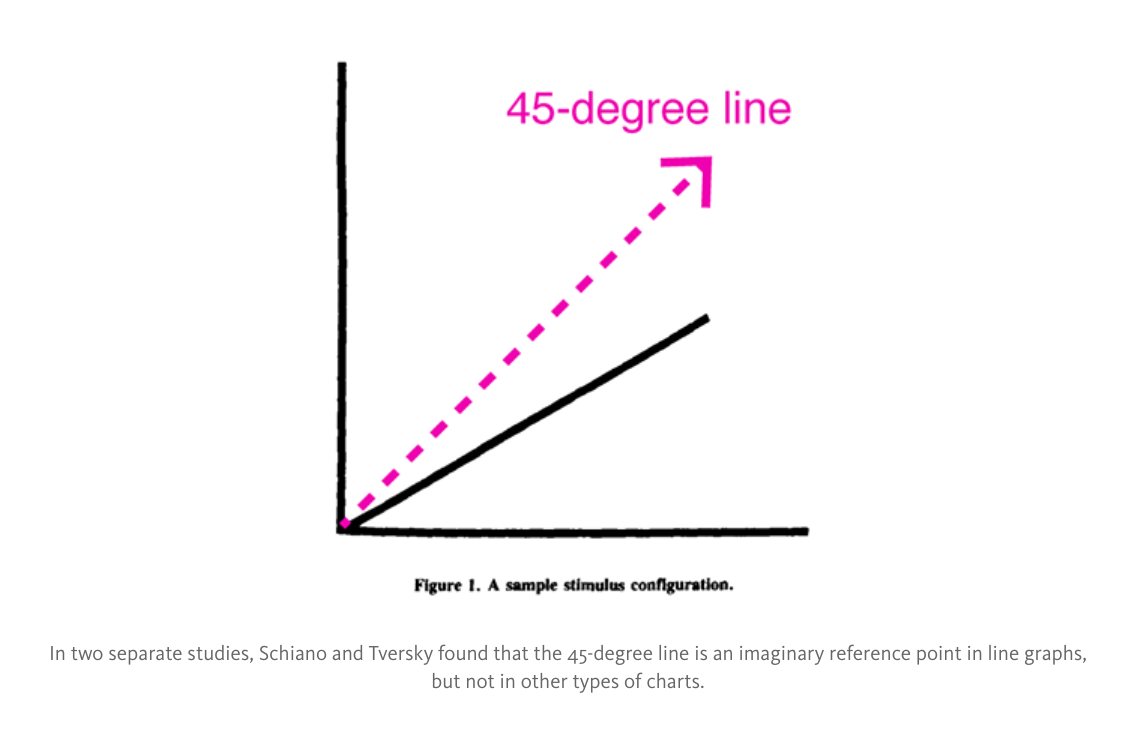 45-degree line
Figure 1. A sample stimulus configuration.
In two separate studies, Schiano and Tversky found that the 45-degree line is an imaginary reference point in line graphs,
but not in other types of charts.